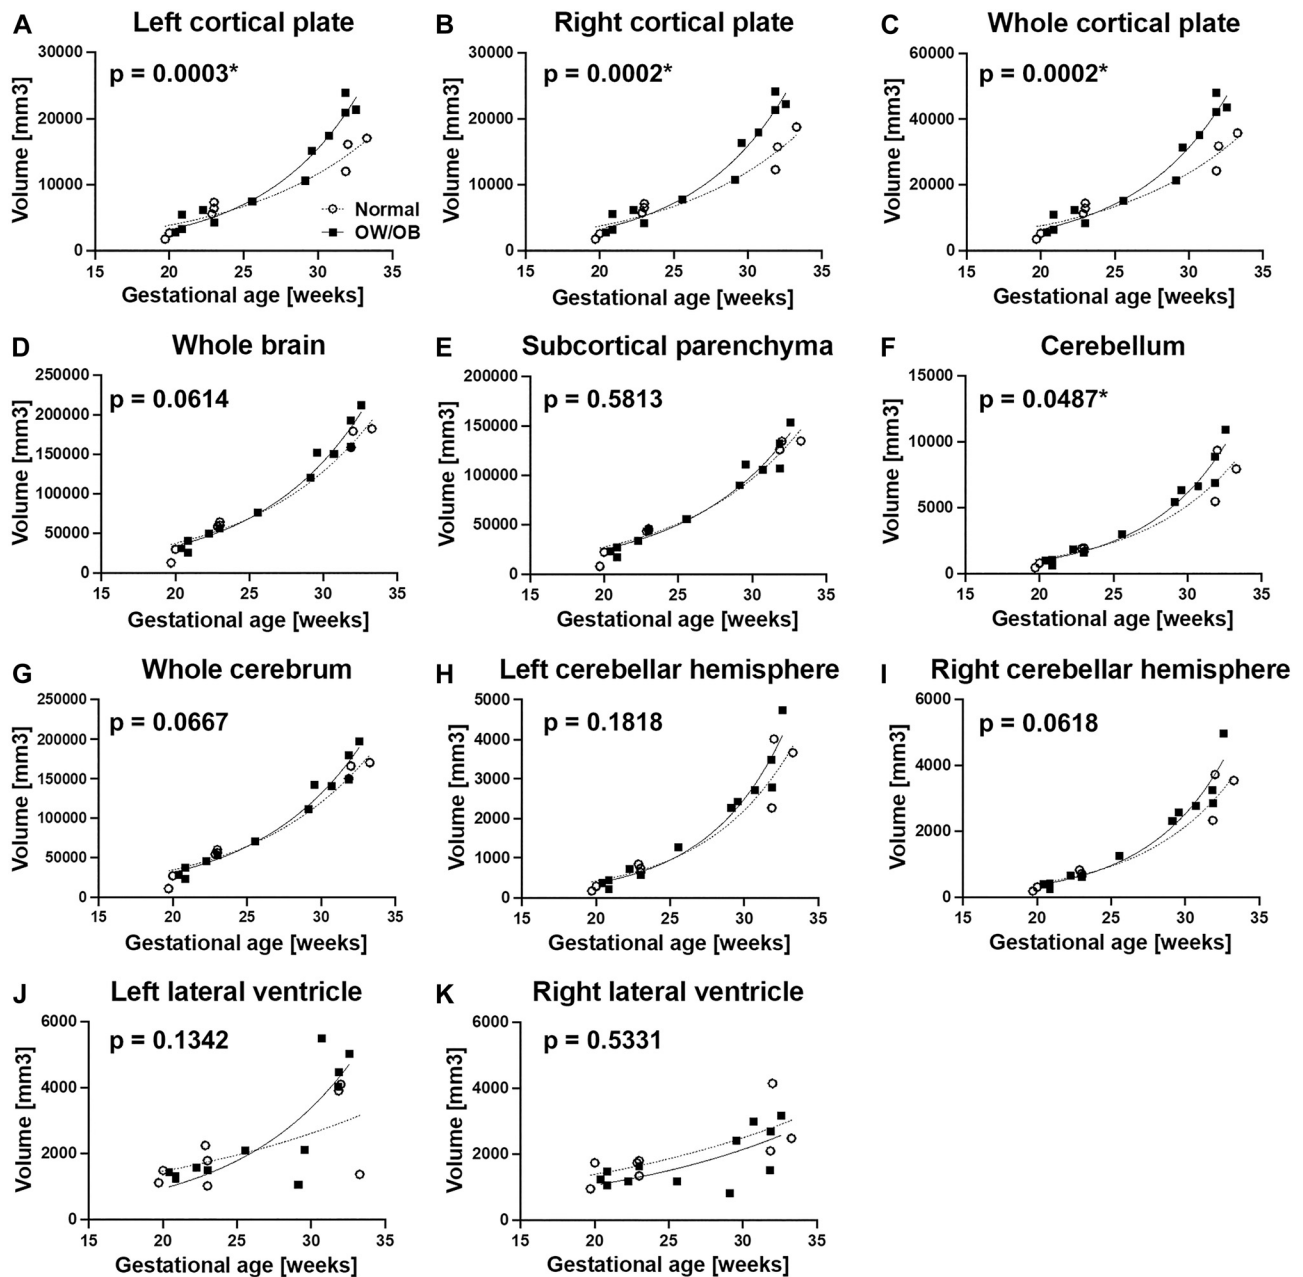 A Left cortical plate
p = 0.0003*
Volume [mm3]
30000
20000
10000
0
15 20 25 30 35
Gestational age [weeks]
Normal
OW/OB
B Right cortical plate
p = 0.0002*
Volume [mm3]
30000
20000
10000
0
15 20 25 30 35
Gestational age [weeks]
C Whole cortical plate
p = 0.0002*
Volume [mm3]
60000
40000
20000
0
15 20 25 30 35
Gestational age [weeks]
D Whole brain
p = 0.0614
Volume [mm3]
250000
200000
150000
100000
50000
0
15 20 25 30 35
Gestational age [weeks]
E Subcortical parenchyma
p = 0.5813
Volume [mm3]
200000
150000
100000
50000
0
15 20 25 30 35
Gestational age [weeks]
F Cerebellum
p = 0.0487*
Volume [mm3]
15000
10000
5000
0
15 20 25 30 35
Gestational age [weeks]
G Whole cerebrum
p = 0.0667
Volume [mm3]
250000
200000
150000
100000
50000
0
15 20 25 30 35
Gestational age [weeks]
H Left cerebellar hemisphere
p = 0.1818
Volume [mm3]
5000
4000
3000
2000
1000
0
15 20 25 30 35
Gestational age [weeks]
I Right cerebellar hemisphere
p = 0.0618
Volume [mm3]
6000
4000
2000
0
15 20 25 30 35
Gestational age [weeks]
J Left lateral ventricle
p = 0.1342
Volume [mm3]
6000
4000
2000
0
15 20 25 30 35
Gestational age [weeks]
K Right lateral ventricle
p = 0.5331
Volume [mm3]
6000
4000
2000
0
15 20 25 30 35
Gestational age [weeks]